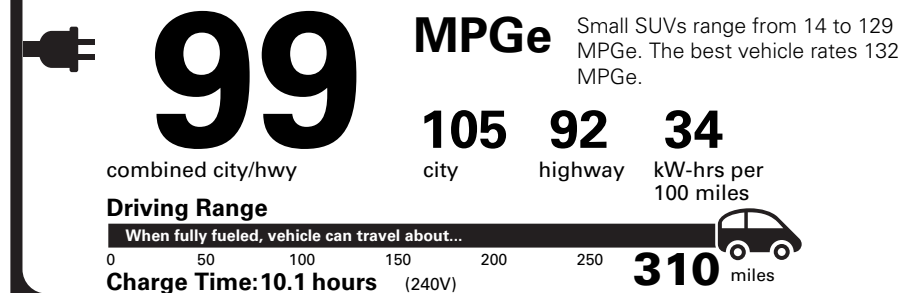 99
combined city/hwy
MPGe
Small SUVs range from 14 to 129
MPGe. The best vehicle rates 132
MPGe.
105
city
92
highway
34
kW-hrs per
100 miles
Driving Range
When fully fueled, vehicle can travel about...
0 50 100 150 200 250 310 miles
Charge Time:10.1 hours (240V)